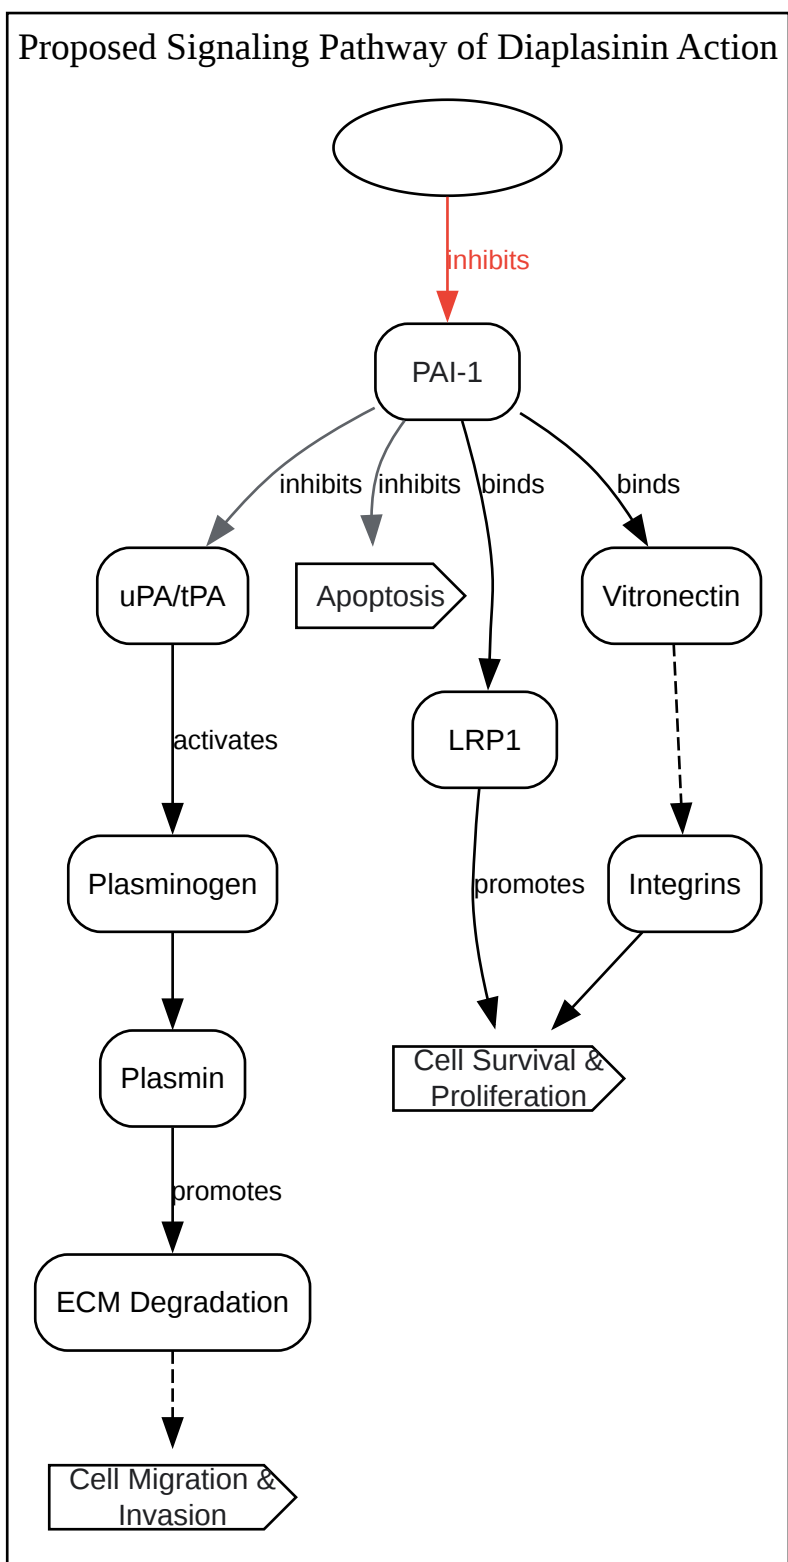 Proposed Signaling Pathway of Diaplasinin Action
inhibits
PAI-1
inhibits
inhibits
binds
binds
uPA/tPA
Apoptosis
Vitronectin
activates
LRP1
Plasminogen
promotes
Integrins
Plasmin
Cell Survival &
Proliferation
promotes
ECM Degradation
Cell Migration &
Invasion